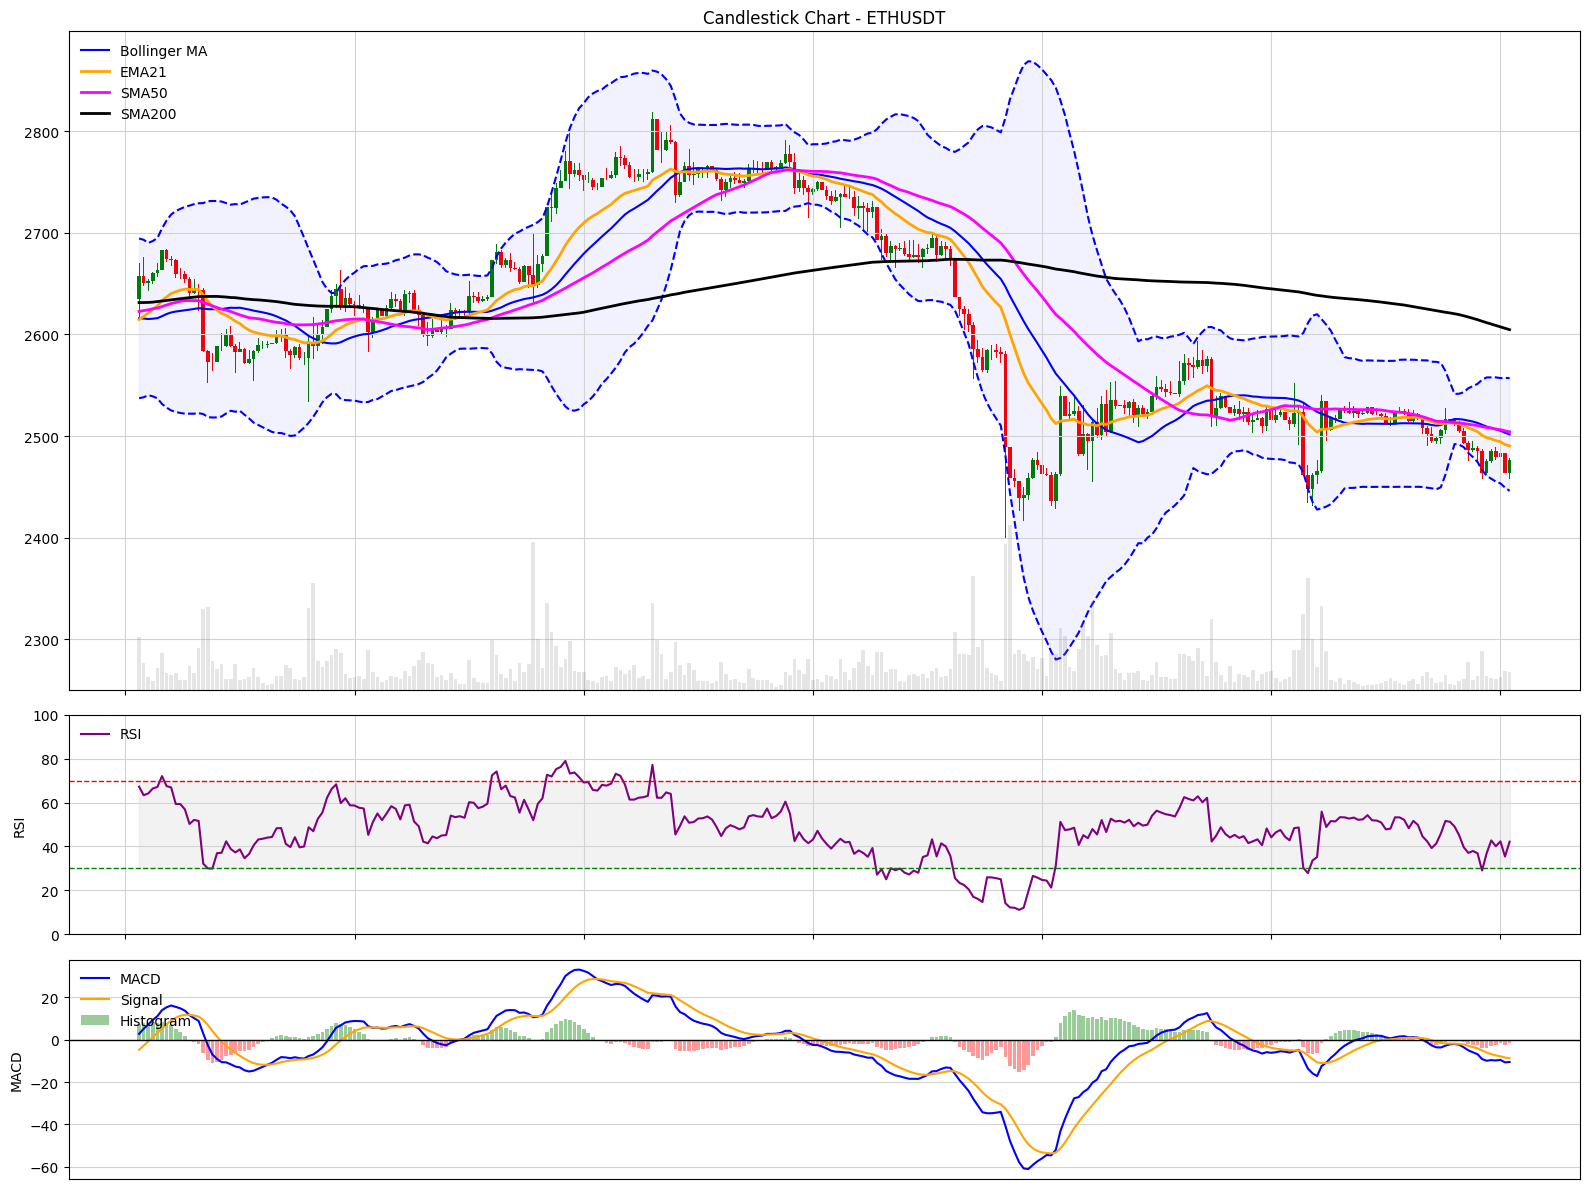 Candlestick Chart - ETHUSDT
Bollinger MA
EMA21
SMA50
SMA200
2800
2700
2600
2500
2400
2300
100
RSI
80
60
RSI
40
20
0
MACD
20
Signal
Histogram
0
MACD
−20
−40
−60